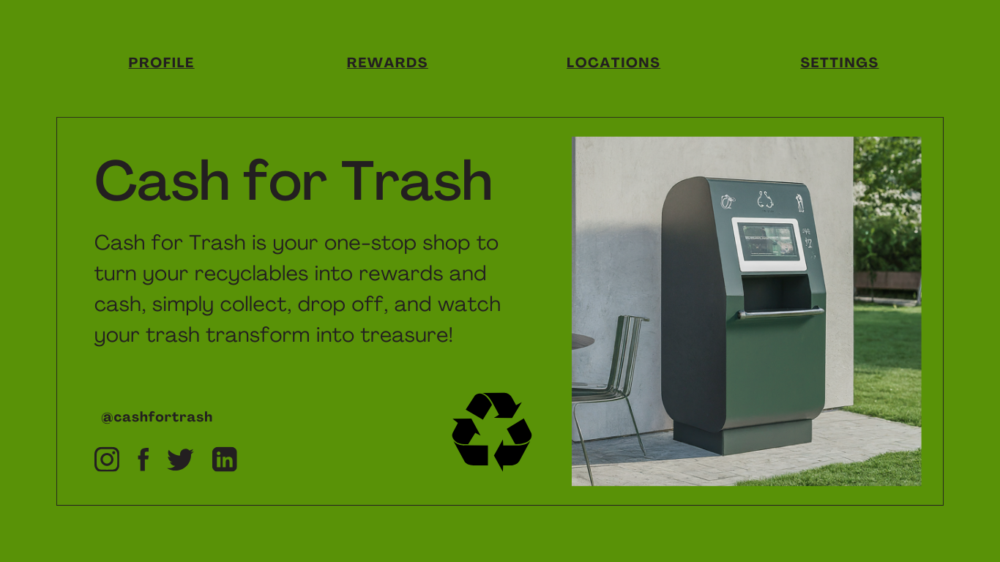 PROFILE
REWARDS
LOCATIONS
SETTINGS
Cash for Trash
Cash for Trash is your one-stop shop to
turn your recyclables into rewards and
cash, simply collect, drop off, and watch
your trash transform into treasure!
@cashfortrash